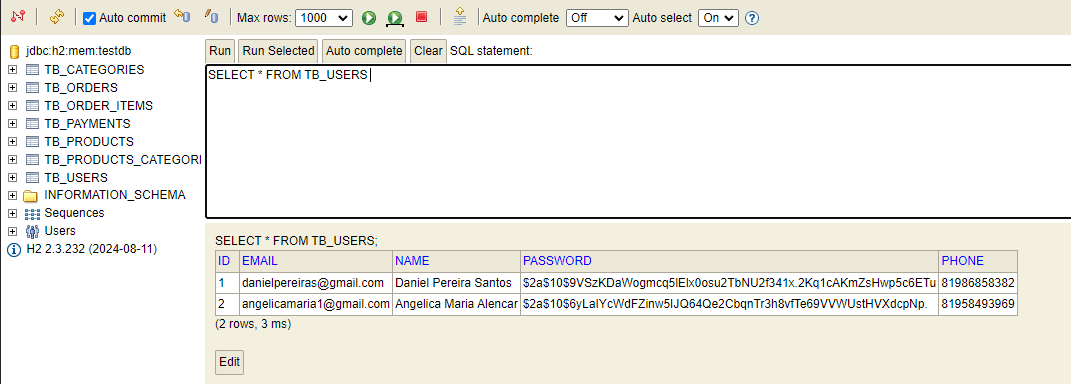 Auto commit Max rows: 1000 Auto complete Off Auto select On
jdbc:h2:mem:testdb
TB_CATEGORIES
TB_ORDERS
TB_ORDER_ITEMS
TB_PAYMENTS
TB_PRODUCTS
TB_PRODUCTS_CATEGORI
TB_USERS
INFORMATION_SCHEMA
Sequences
Users
H2 2.3.232 (2024-08-11)
Run Run Selected Auto complete Clear SQL statement:
SELECT * FROM TB_USERS
SELECT * FROM TB_USERS;
ID EMAIL NAME PASSWORD PHONE
1 danielpereiras@gmail.com Daniel Pereira Santos $2a$10$9VSzKDaWogmcq5lElx0osu2TbNU2f341x.2Kq1cAKmZsHwp5c6ETu 81986858382
2 angelicamaria1@gmail.com Angelica Maria Alencar $2a$10$6yLalYcWdFZinw5lJQ64Qe2CbqnTr3h8vfTe69VVWUstHVXdcpNp. 81958493969
(2 rows, 3 ms)
Edit